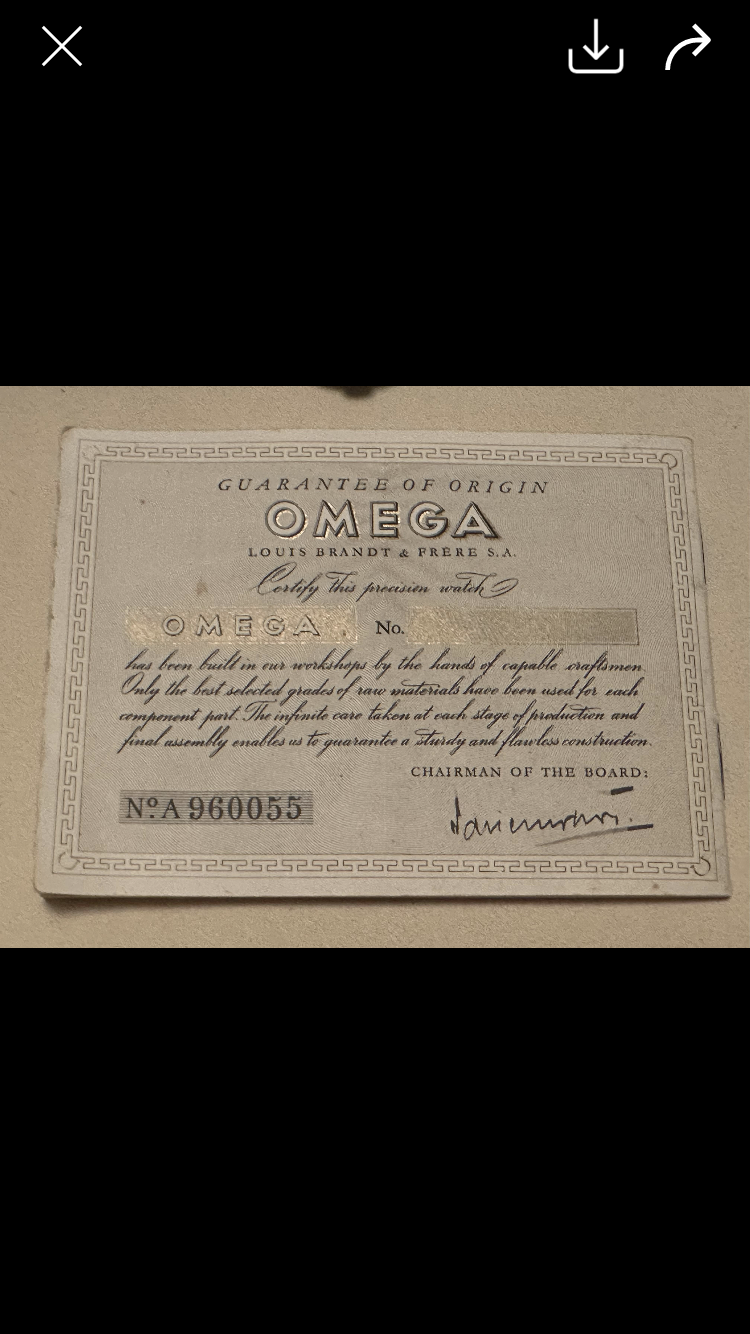 GUARANTEE OF ORIGIN
OMEGA
LOUIS BRANDT & FRÈRE S.A.
Certify this precision watch
OMEGA No.
has been built in our workshops by the hands of capable craftsmen.
Only the best selected grades of raw materials have been used for each
component part. The infinite care taken at each stage of production and
final assembly enables us to guarantee a sturdy and flawless construction.
CHAIRMAN OF THE BOARD:
Nº A 960055